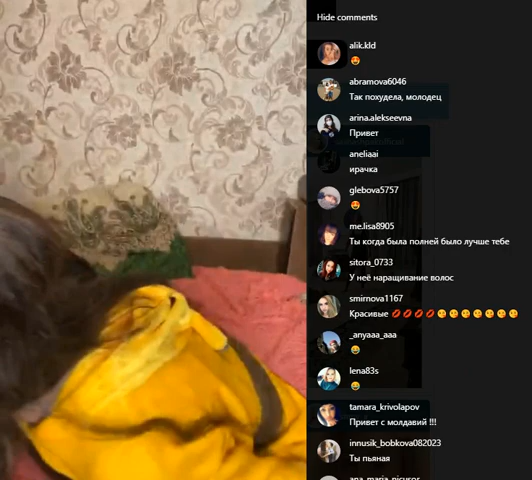 Hide comments
alik.kld
😍
abramova6046
Так похудела, молодец
arina.alekseevna
Привет
aneliaai
ирачка
glebova5757
😍
me.lisa8905
Ты когда была полней было лучше тебе
sitora_0733
У неё наращивание волос
smirnova1167
Красивые 💋💋💋💋😘😘😘😘😘😘😘
_anyaaa_aaa
😂
lena83s
😂
tamara_krivolapov
Привет с молдавий !!!
innusik_bobkova082023
Ты пьяная